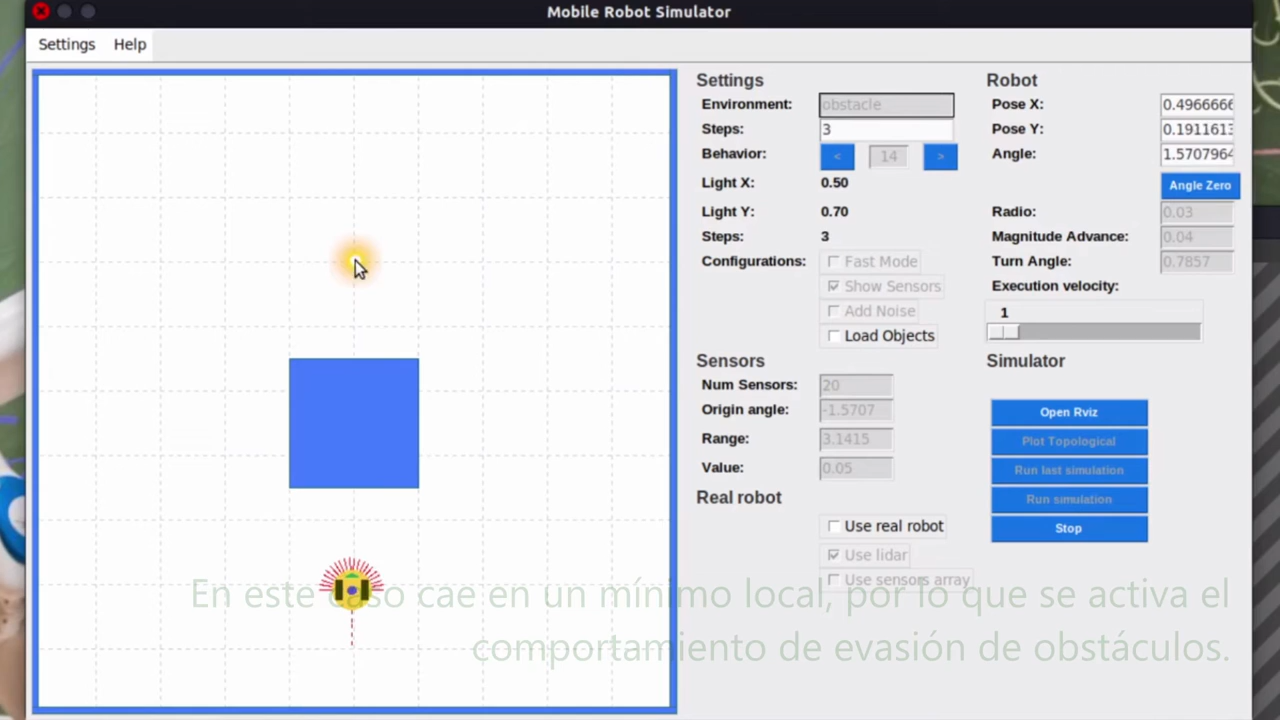 Mobile Robot Simulator
Settings Help
Settings
Environment: obstacle
Steps: 3
Behavior: < 14 >
Light X: 0.50
Light Y: 0.70
Steps: 3
Configurations: Fast Mode
Show Sensors
Add Noise
Load Objects
Sensors
Num Sensors: 20
Origin angle: -1.5707
Range: 3.1415
Value: 0.05
Real robot
Use real robot
Use lidar
Use sensors array
Robot
Pose X: 0.4966666
Pose Y: 0.1911613
Angle: 1.5707964
Angle Zero
Radio: 0.03
Magnitude Advance: 0.04
Turn Angle: 0.7857
Execution velocity:
1
Simulator
Open Rviz
Plot Topological
Run last simulation
Run simulation
Stop
En este caso cae en un mínimo local, por lo que se activa el
comportamiento de evasión de obstáculos.